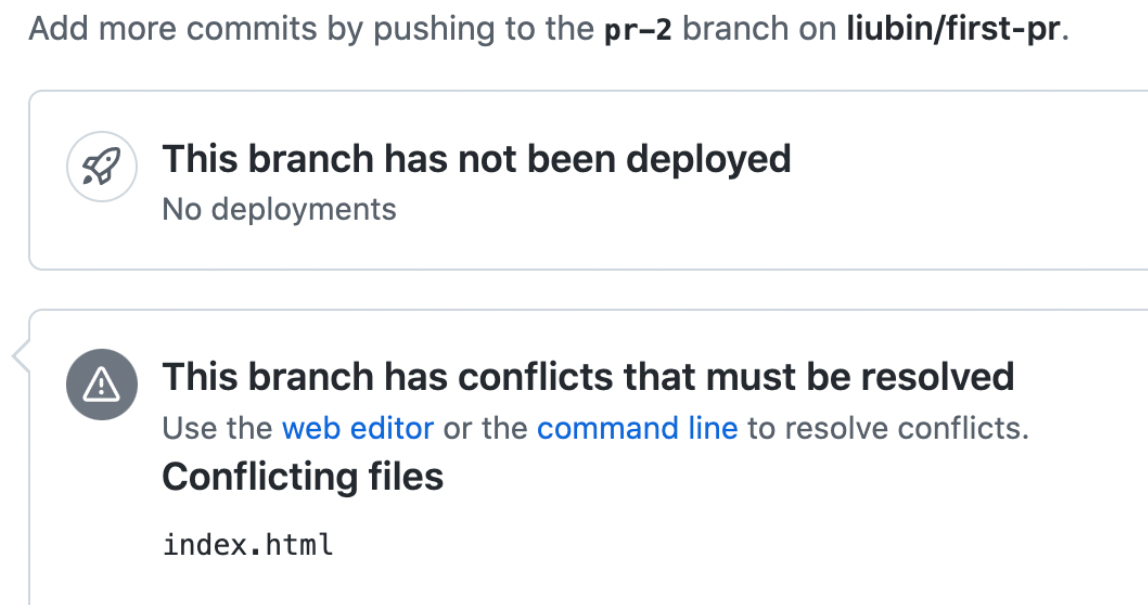 Add more commits by pushing to the pr-2 branch on liubin/first-pr.
This branch has not been deployed
No deployments
This branch has conflicts that must be resolved
Use the web editor or the command line to resolve conflicts.
Conflicting files
index.html